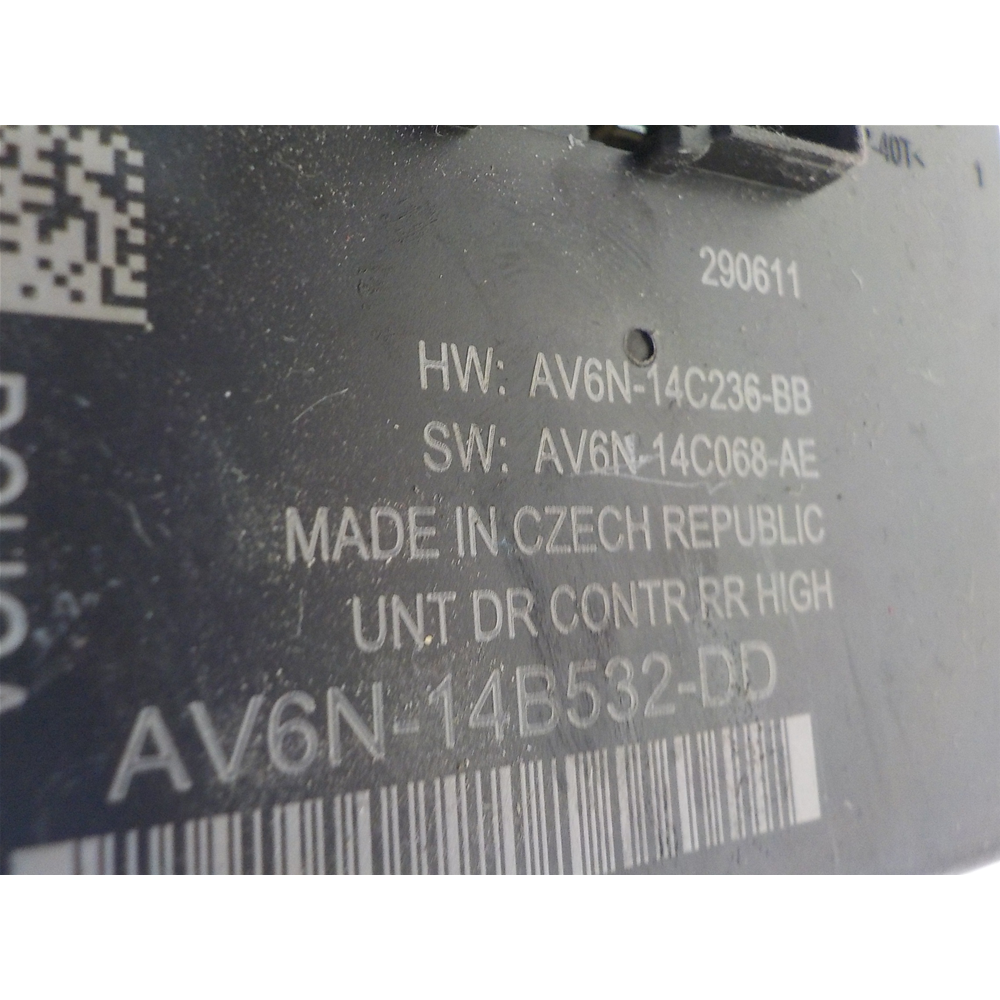 -40T<
290611
HW: AV6N-14C236-BB
SW: AV6N-14C068-AE
MADE IN CZECH REPUBLIC
UNT DR CONTR RR HIGH
AV6N-14B532-DD